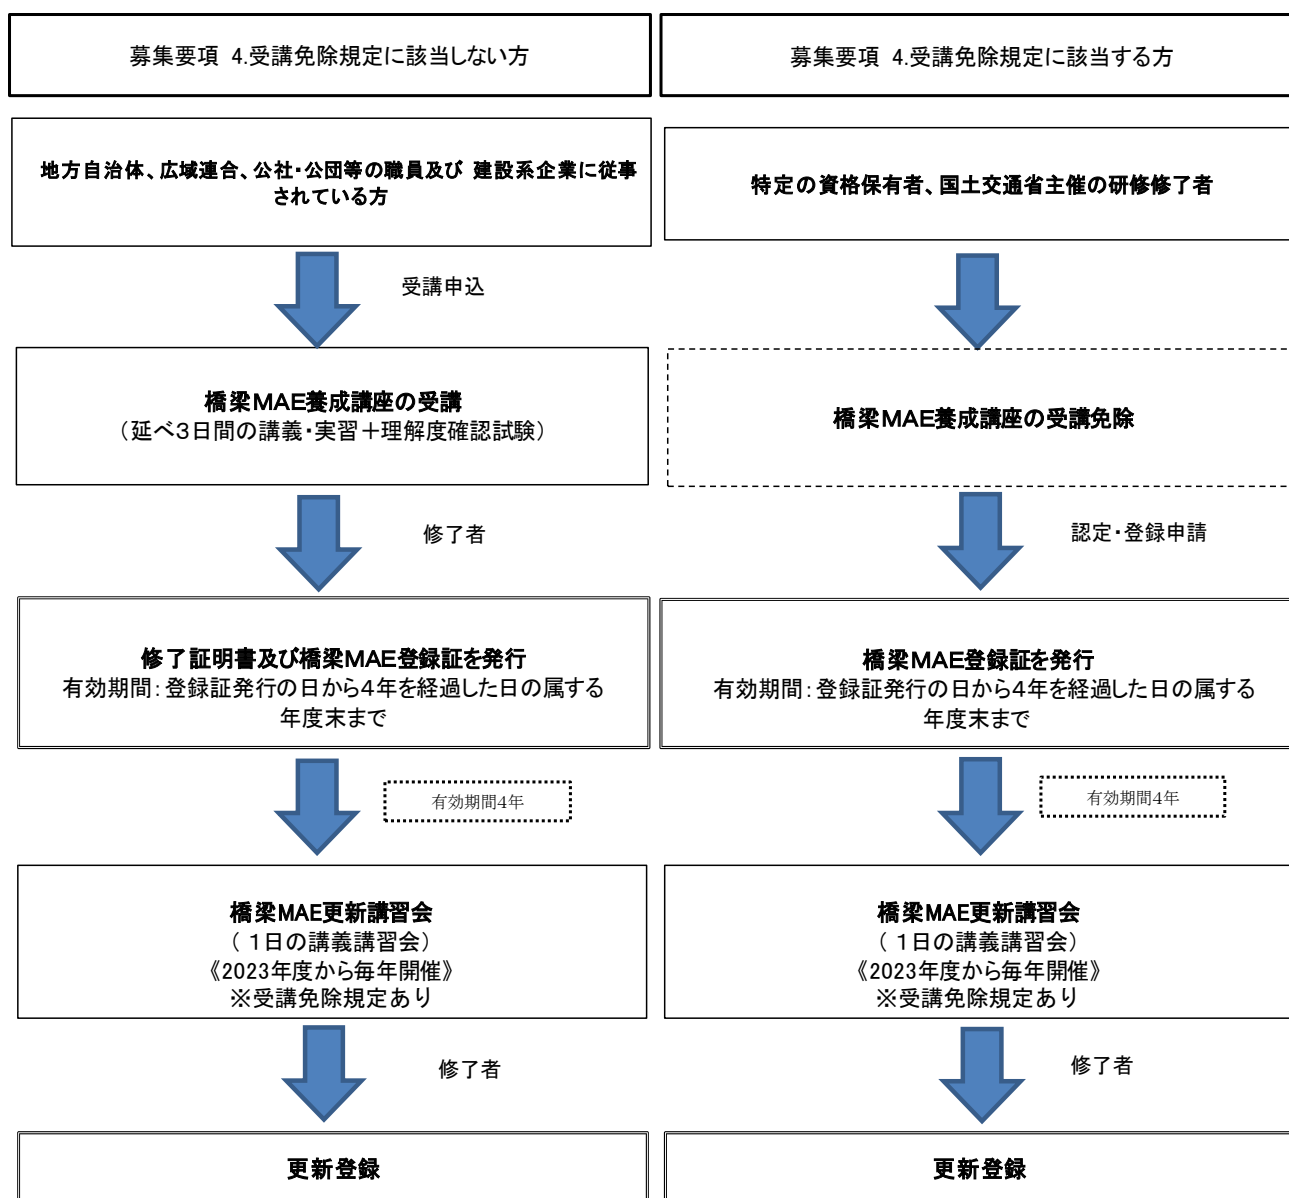 募集要項 4.受講免除規定に該当しない方
地方自治体、広域連合、公社・公団等の職員及び 建設系企業に従事
されている方
受講申込
橋梁MAE養成講座の受講
（延べ3日間の講義・実習＋理解度確認試験）
修了者
修了証明書及び橋梁MAE登録証を発行
有効期間：登録証発行の日から4年を経過した日の属する
年度末まで
有効期間4年
橋梁MAE更新講習会
（ 1日の講義講習会）
《2023年度から毎年開催》
※受講免除規定あり
修了者
更新登録
募集要項 4.受講免除規定に該当する方
特定の資格保有者、国土交通省主催の研修修了者
橋梁MAE養成講座の受講免除
認定・登録申請
橋梁MAE登録証を発行
有効期間：登録証発行の日から4年を経過した日の属する
年度末まで
有効期間4年
橋梁MAE更新講習会
（ 1日の講義講習会）
《2023年度から毎年開催》
※受講免除規定あり
修了者
更新登録